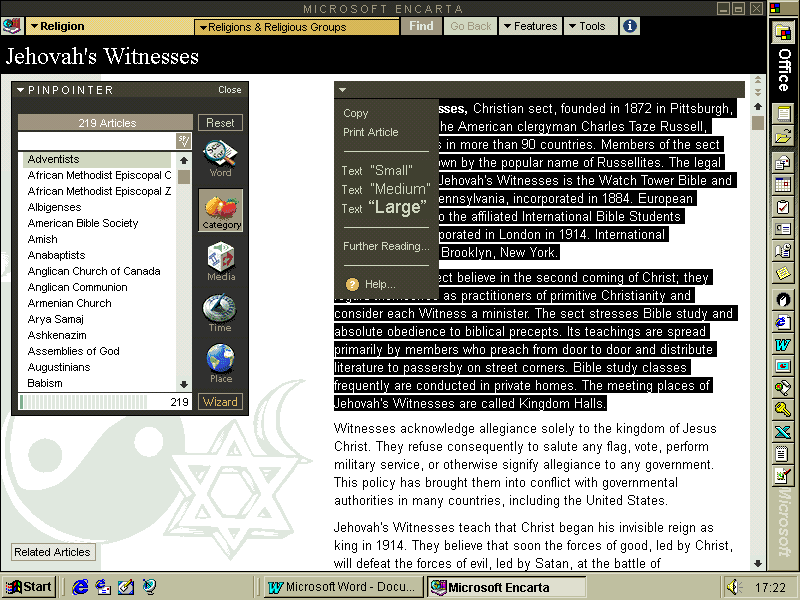 MICROSOFT ENCARTA
Religion
Religions & Religious Groups
Find
Go Back
Features
Tools
Jehovah's Witnesses
PINPOINTER
Close
219 Articles
Reset
Adventists
African Methodist Episcopal C
African Methodist Episcopal Z
Albigenses
American Bible Society
Amish
Anabaptists
Anglican Church of Canada
Anglican Communion
Armenian Church
Arya Samaj
Ashkenazim
Assemblies of God
Augustinians
Babism
219
Word
Category
Media
Time
Place
Wizard
Copy
Print Article
Text "Small"
Text "Medium"
Text "Large"
Further Reading...
Help...
sses, Christian sect, founded in 1872 in Pittsburgh,
he American clergyman Charles Taze Russell,
s in more than 90 countries. Members of the sect
own by the popular name of Russellites. The legal
Jehovah's Witnesses is the Watch Tower Bible and
ennsylvania, incorporated in 1884. European
o the affiliated International Bible Students
porated in London in 1914. International
Brooklyn, New York.
ect believe in the second coming of Christ; they
as practitioners of primitive Christianity and
consider each Witness a minister. The sect stresses Bible study and
absolute obedience to biblical precepts. Its teachings are spread
primarily by members who preach from door to door and distribute
literature to passersby on street corners. Bible study classes
frequently are conducted in private homes. The meeting places of
Jehovah's Witnesses are called Kingdom Halls.
Witnesses acknowledge allegiance solely to the kingdom of Jesus
Christ. They refuse consequently to salute any flag, vote, perform
military service, or otherwise signify allegiance to any government.
This policy has brought them into conflict with governmental
authorities in many countries, including the United States.
Jehovah's Witnesses teach that Christ began his invisible reign as
king in 1914. They believe that soon the forces of good, led by Christ,
will defeat the forces of evil, led by Satan, at the battle of
Related Articles
Office
Microsoft
Start
Microsoft Word - Docu...
Microsoft Encarta
17:22